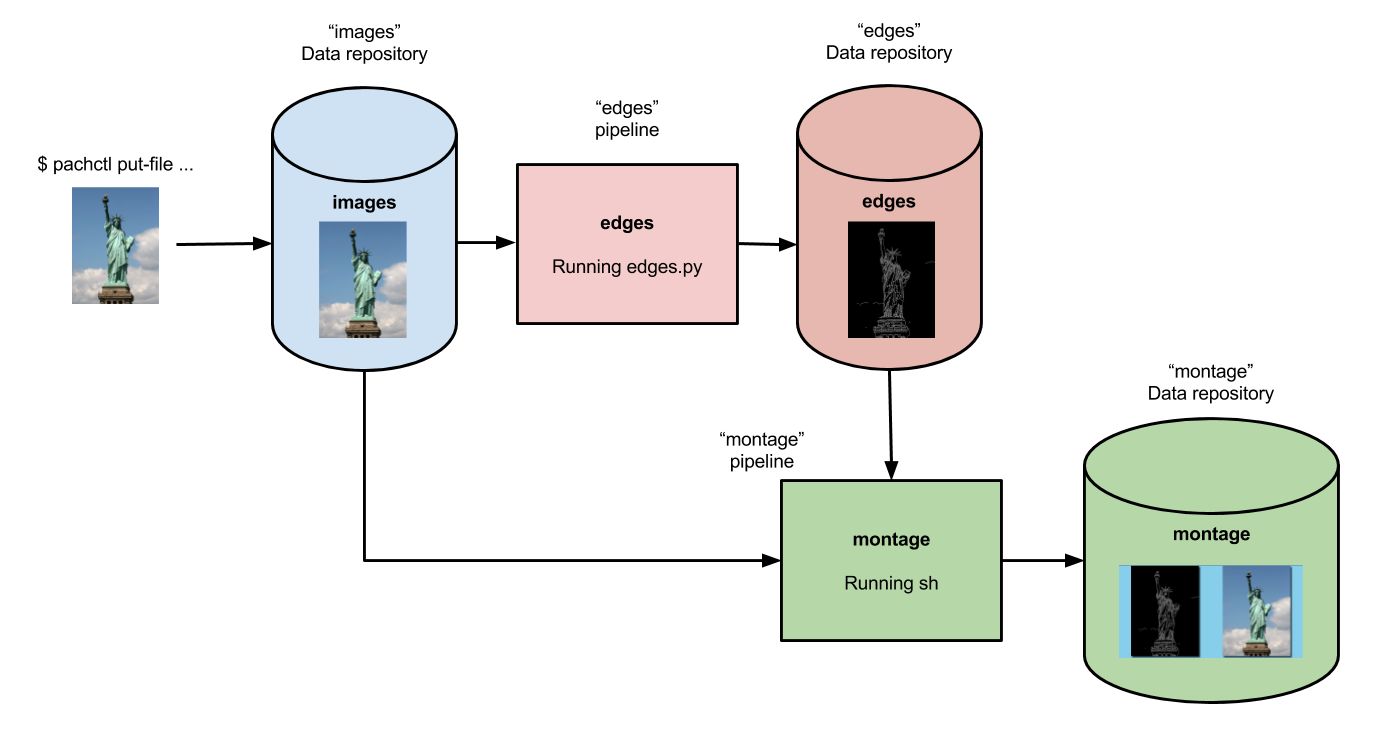 “images”
Data repository
“edges”
Data repository
“edges”
pipeline
$ pachctl put-file ...
images
edges
Running edges.py
edges
“montage”
Data repository
“montage”
pipeline
montage
Running sh
montage